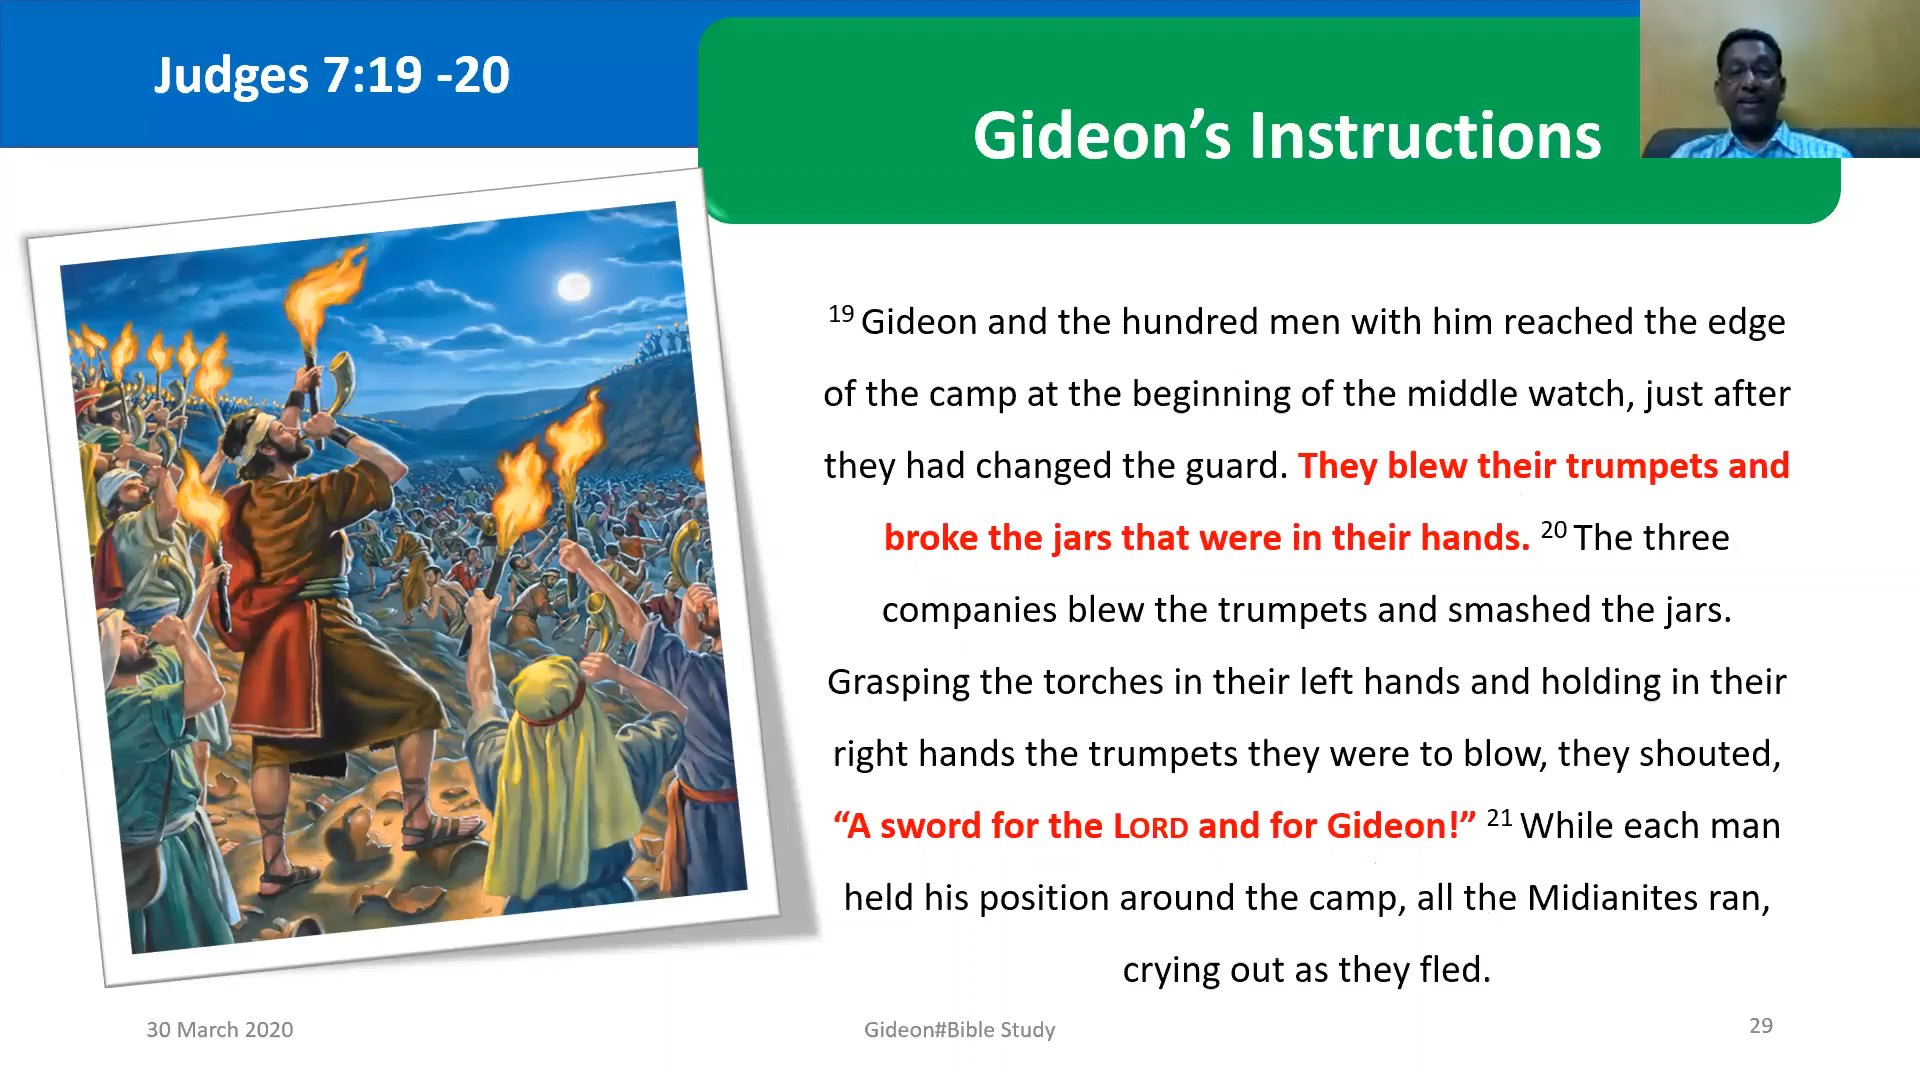 Judges 7:19 -20
Gideon’s Instructions
19 Gideon and the hundred men with him reached the edge
of the camp at the beginning of the middle watch, just after
they had changed the guard. They blew their trumpets and
broke the jars that were in their hands. 20 The three
companies blew the trumpets and smashed the jars.
Grasping the torches in their left hands and holding in their
right hands the trumpets they were to blow, they shouted,
“A sword for the LORD and for Gideon!” 21 While each man
held his position around the camp, all the Midianites ran,
crying out as they fled.
30 March 2020
Gideon#Bible Study
29